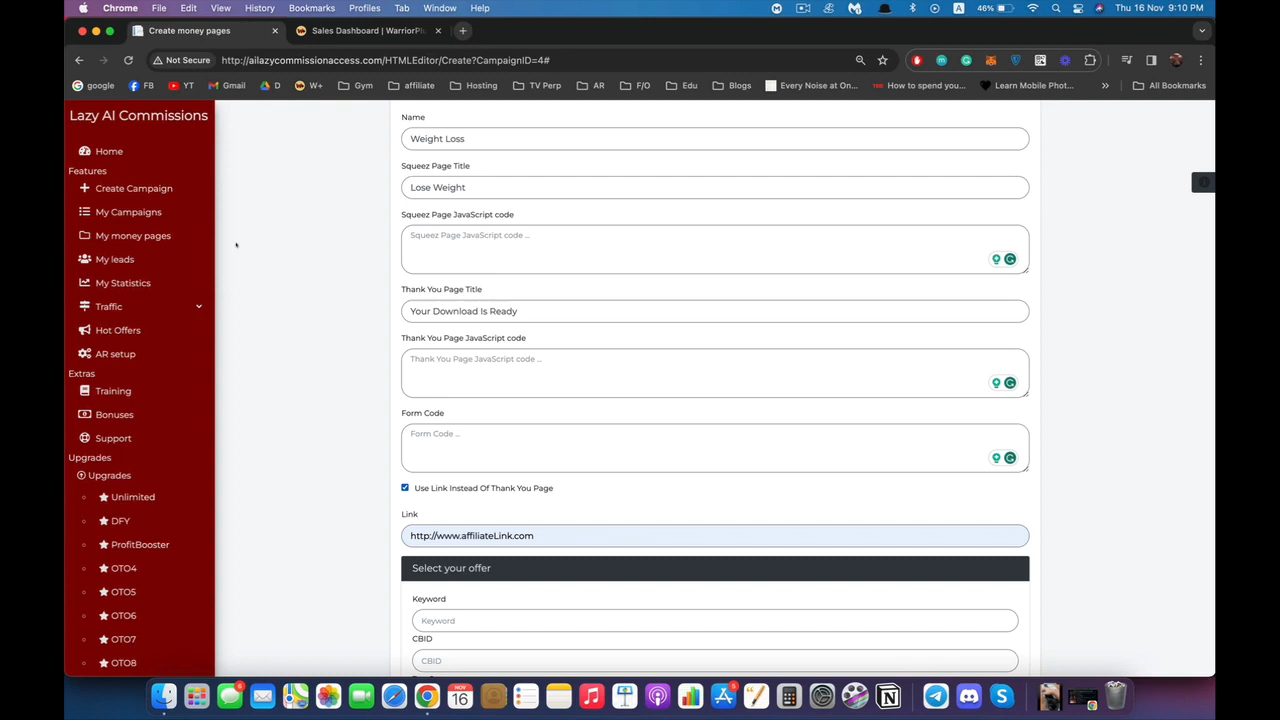 Chrome File Edit View History Bookmarks Profiles Tab Window Help
A 46% Thu 16 Nov 9:10 PM
Create money pages
Sales Dashboard | WarriorPlu
Not Secure http://ailazycommissionaccess.com/HTMLEditor/Create?CampaignID=4#
google FB YT Gmail D W+ Gym affiliate Hosting TV Perp AR F/O Edu Blogs Every Noise at On... How to spend you... Learn Mobile Phot... All Bookmarks
Lazy AI Commissions
Home
Features
Create Campaign
My Campaigns
My money pages
My leads
My Statistics
Traffic
Hot Offers
AR setup
Extras
Training
Bonuses
Support
Upgrades
Upgrades
Unlimited
DFY
ProfitBooster
OTO4
OTO5
OTO6
OTO7
OTO8
Name
Weight Loss
Squeez Page Title
Lose Weight
Squeez Page JavaScript code
Squeez Page JavaScript code ...
Thank You Page Title
Your Download Is Ready
Thank You Page JavaScript code
Thank You Page JavaScript code ...
Form Code
Form Code ...
Use Link Instead Of Thank You Page
Link
http://www.affiliateLink.com
Select your offer
Keyword
Keyword
CBID
CBID
NOV
16